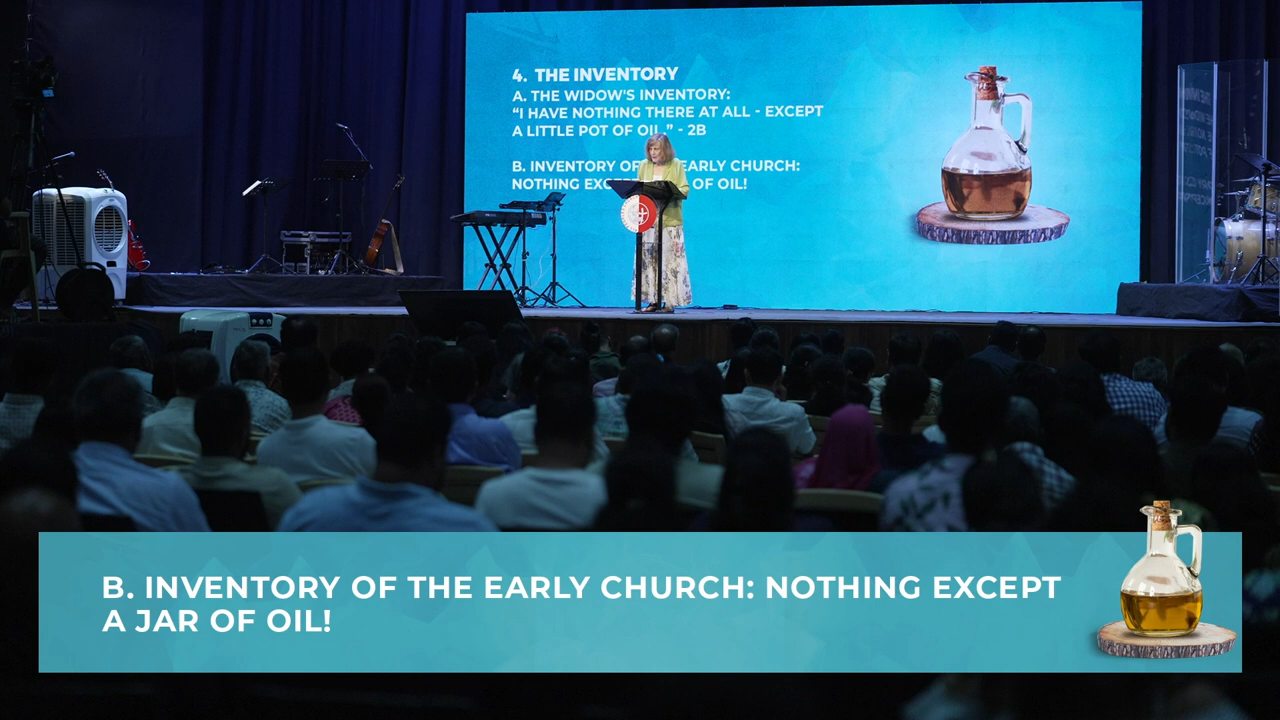 4. THE INVENTORY
A. THE WIDOW'S INVENTORY:
“I HAVE NOTHING THERE AT ALL - EXCEPT
A LITTLE POT OF OIL.” - 2B
B. INVENTORY OF EARLY CHURCH:
NOTHING OF OIL!
B. INVENTORY OF THE EARLY CHURCH: NOTHING EXCEPT
A JAR OF OIL!